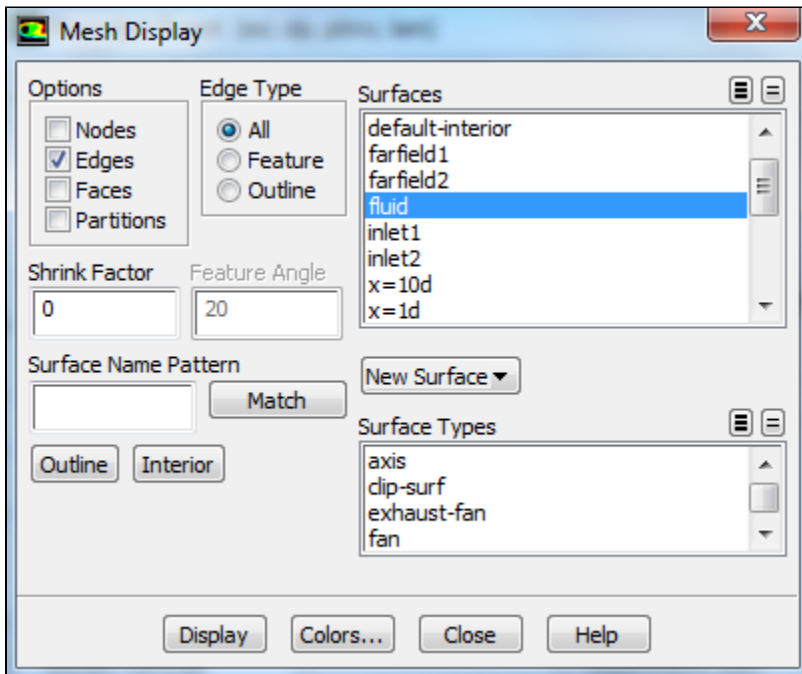 Mesh Display
Options
Nodes
Edges
Faces
Partitions
Edge Type
All
Feature
Outline
Shrink Factor
0
Feature Angle
20
Surface Name Pattern
Match
Outline Interior
Surfaces
default-interior
farfield1
farfield2
fluid
inlet1
inlet2
x=10d
x=1d
New Surface
Surface Types
axis
clip-surf
exhaust-fan
fan
Display Colors... Close Help